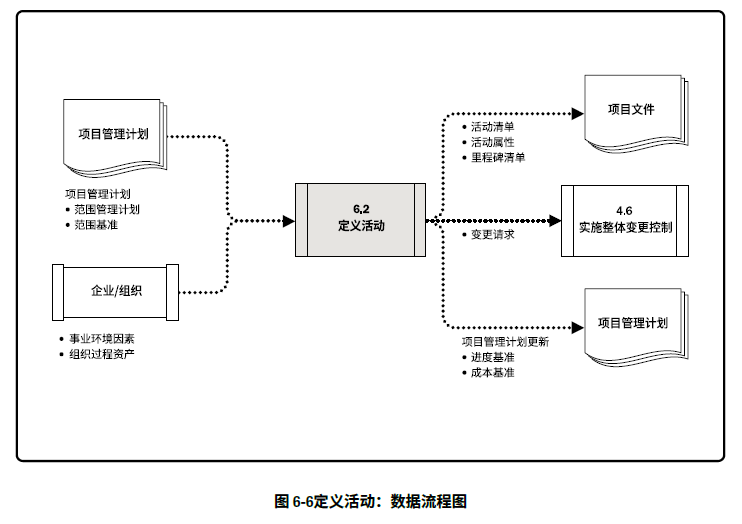 项目管理计划
项目管理计划
• 范围管理计划
• 范围基准
企业/组织
• 事业环境因素
• 组织过程资产
6.2
定义活动
• 活动清单
• 活动属性
• 里程碑清单
• 变更请求
项目管理计划更新
• 进度基准
• 成本基准
项目文件
4.6
实施整体变更控制
项目管理计划
图 6-6定义活动：数据流程图